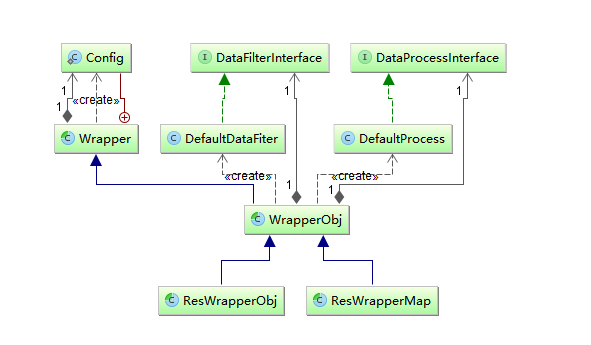 C Config
I DataFilterInterface
I DataProcessInterface
1
1
1
1
«create»
C Wrapper
C DefaultDataFiter
C DefaultProcess
«create»
«create»
1
1
C WrapperObj
C ResWrapperObj
C ResWrapperMap